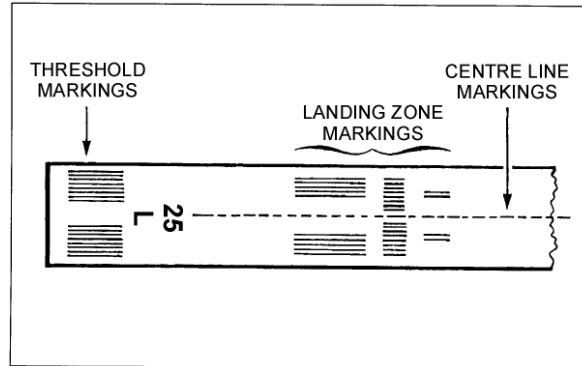 THRESHOLD
MARKINGS
LANDING ZONE
MARKINGS
CENTRE LINE
MARKINGS
25
L